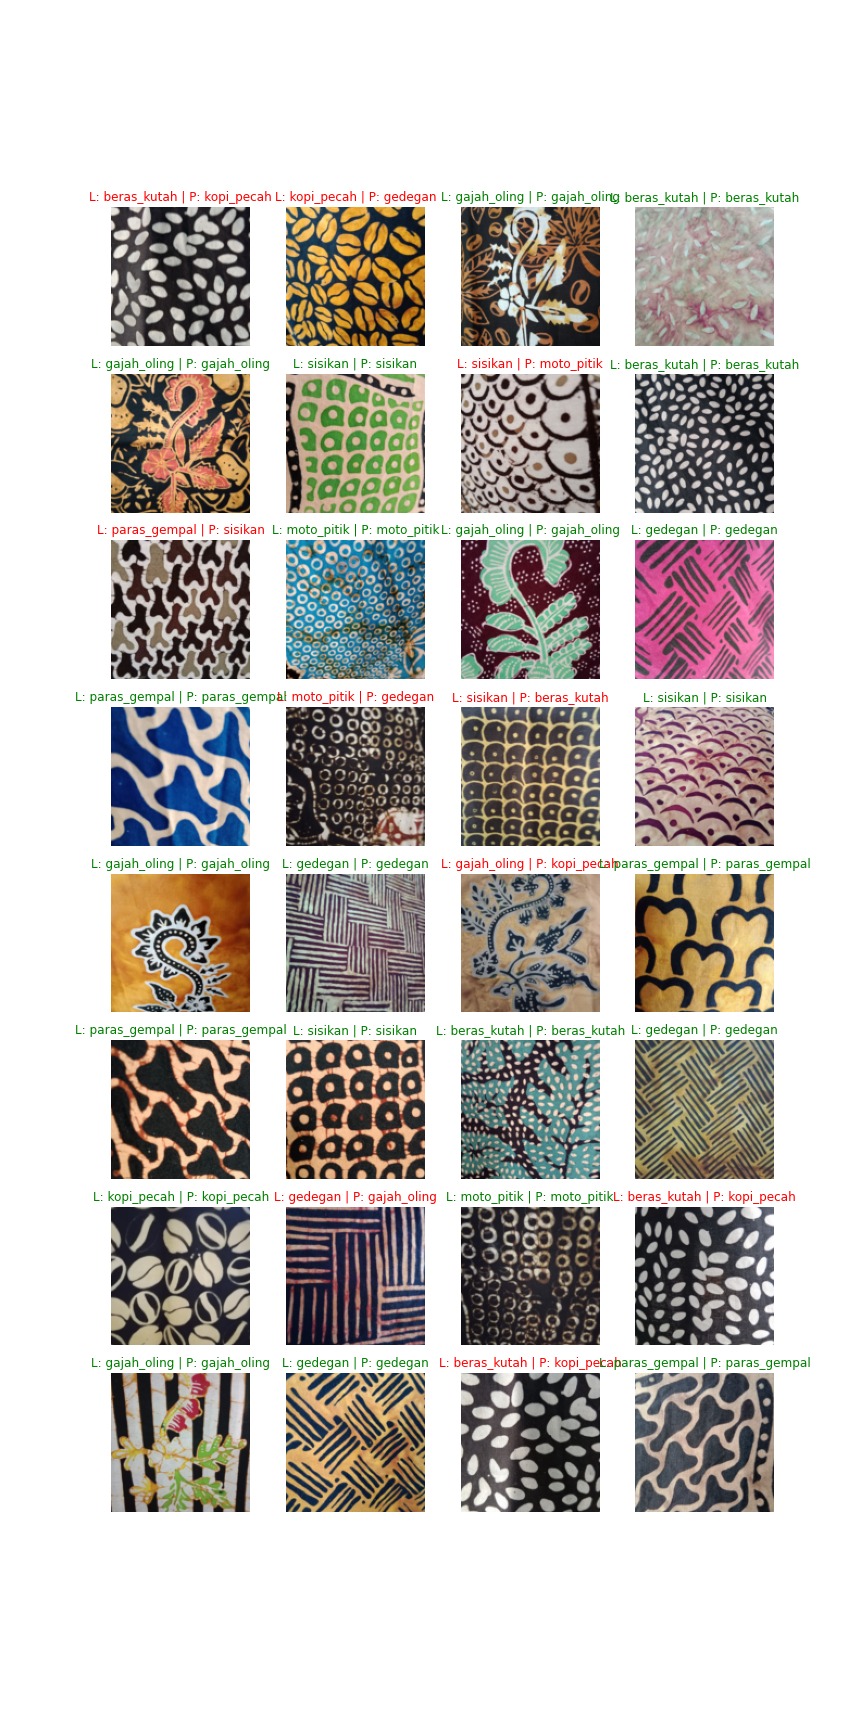 L: beras_kutah | P: kopi_pecah
L: kopi_pecah | P: gedegan
L: gajah_oling | P: gajah_oling
L: beras_kutah | P: beras_kutah
L: gajah_oling | P: gajah_oling
L: sisikan | P: sisikan
L: sisikan | P: moto_pitik
L: beras_kutah | P: beras_kutah
L: paras_gempal | P: sisikan
L: moto_pitik | P: moto_pitik
L: gajah_oling | P: gajah_oling
L: gedegan | P: gedegan
L: paras_gempal | P: paras_gempal
L: moto_pitik | P: gedegan
L: sisikan | P: beras_kutah
L: sisikan | P: sisikan
L: gajah_oling | P: gajah_oling
L: gedegan | P: gedegan
L: gajah_oling | P: kopi_pecah
L: paras_gempal | P: paras_gempal
L: paras_gempal | P: paras_gempal
L: sisikan | P: sisikan
L: beras_kutah | P: beras_kutah
L: gedegan | P: gedegan
L: kopi_pecah | P: kopi_pecah
L: gedegan | P: gajah_oling
L: moto_pitik | P: moto_pitik
L: beras_kutah | P: kopi_pecah
L: gajah_oling | P: gajah_oling
L: gedegan | P: gedegan
L: beras_kutah | P: kopi_pecah
L: paras_gempal | P: paras_gempal